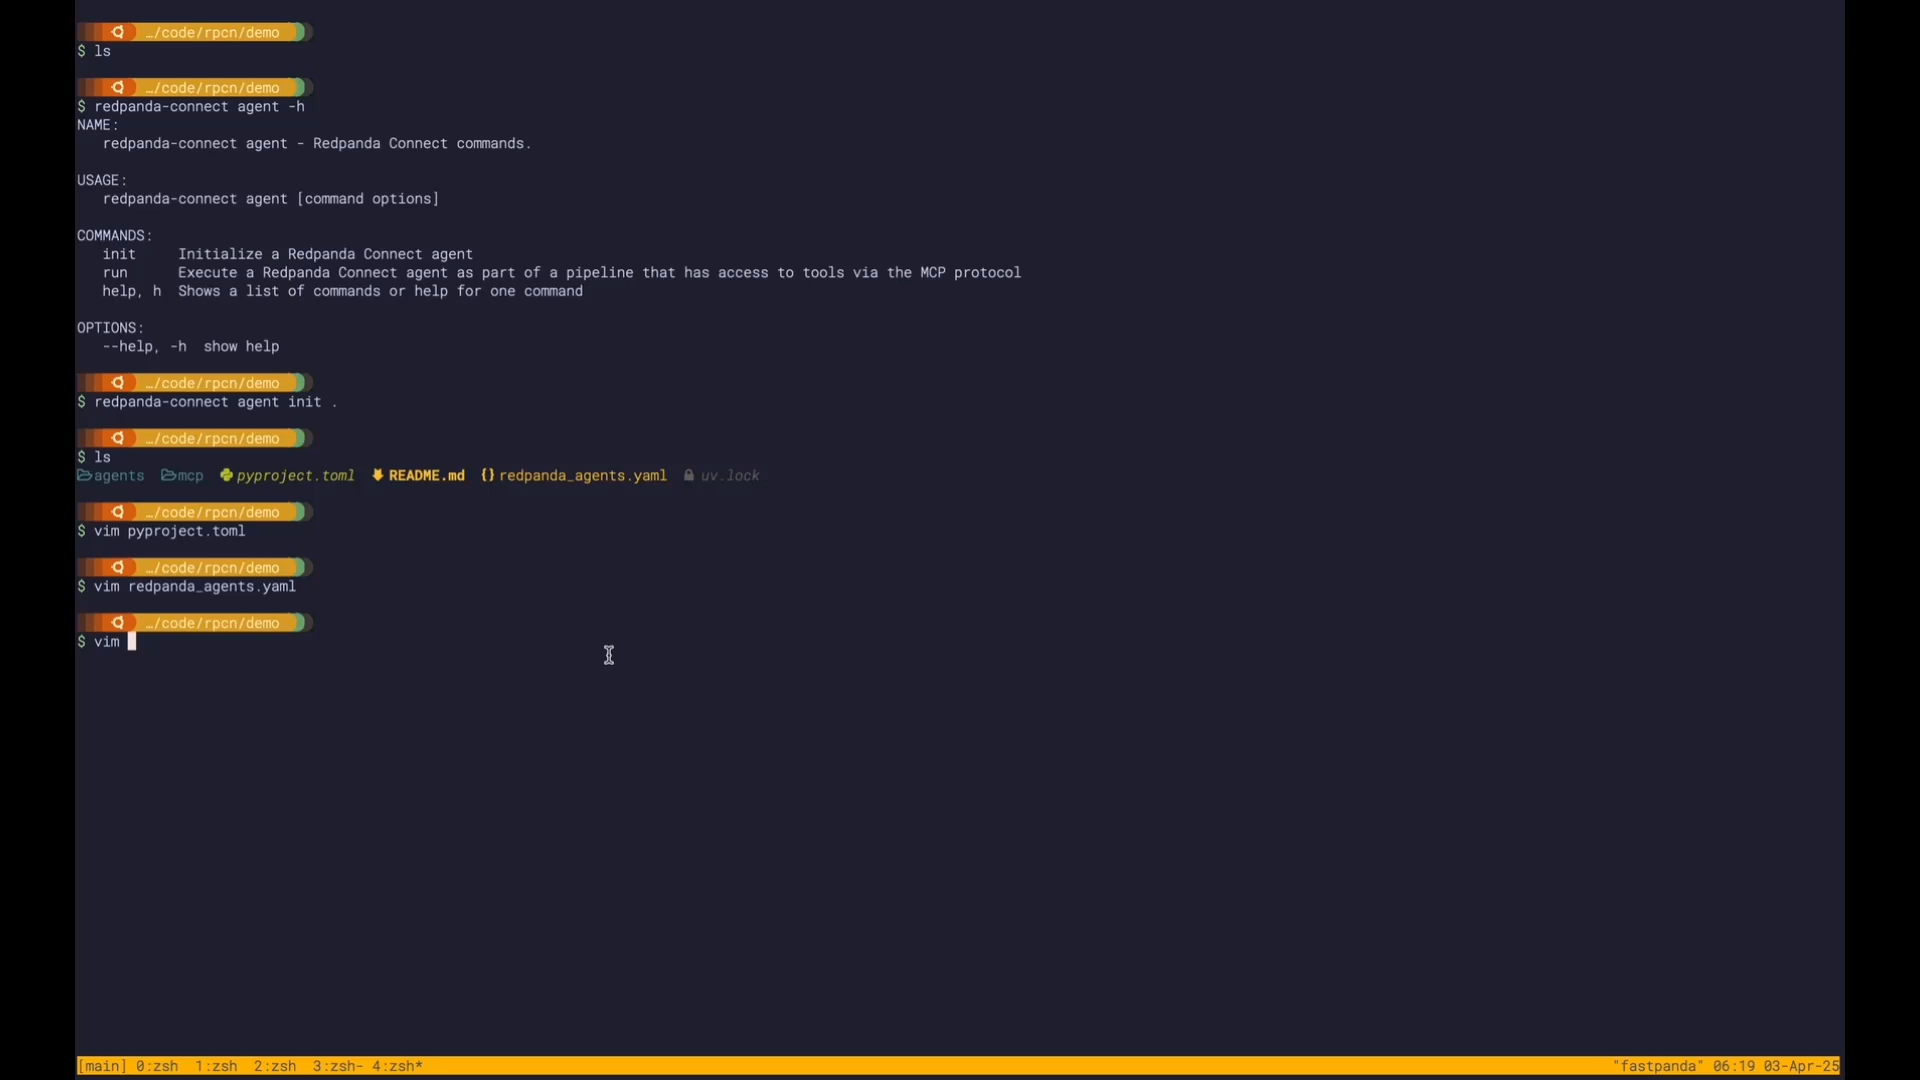 …/code/rpcn/demo
$ ls
…/code/rpcn/demo
$ redpanda-connect agent -h
NAME:
redpanda-connect agent - Redpanda Connect commands.
USAGE:
redpanda-connect agent [command options]
COMMANDS:
init Initialize a Redpanda Connect agent
run Execute a Redpanda Connect agent as part of a pipeline that has access to tools via the MCP protocol
help, h Shows a list of commands or help for one command
OPTIONS:
--help, -h show help
…/code/rpcn/demo
$ redpanda-connect agent init .
…/code/rpcn/demo
$ ls
agents mcp pyproject.toml README.md {} redpanda_agents.yaml uv.lock
…/code/rpcn/demo
$ vim pyproject.toml
…/code/rpcn/demo
$ vim redpanda_agents.yaml
…/code/rpcn/demo
$ vim
[main] 0:zsh 1:zsh 2:zsh 3:zsh- 4:zsh* "fastpanda" 06:19 03-Apr-25